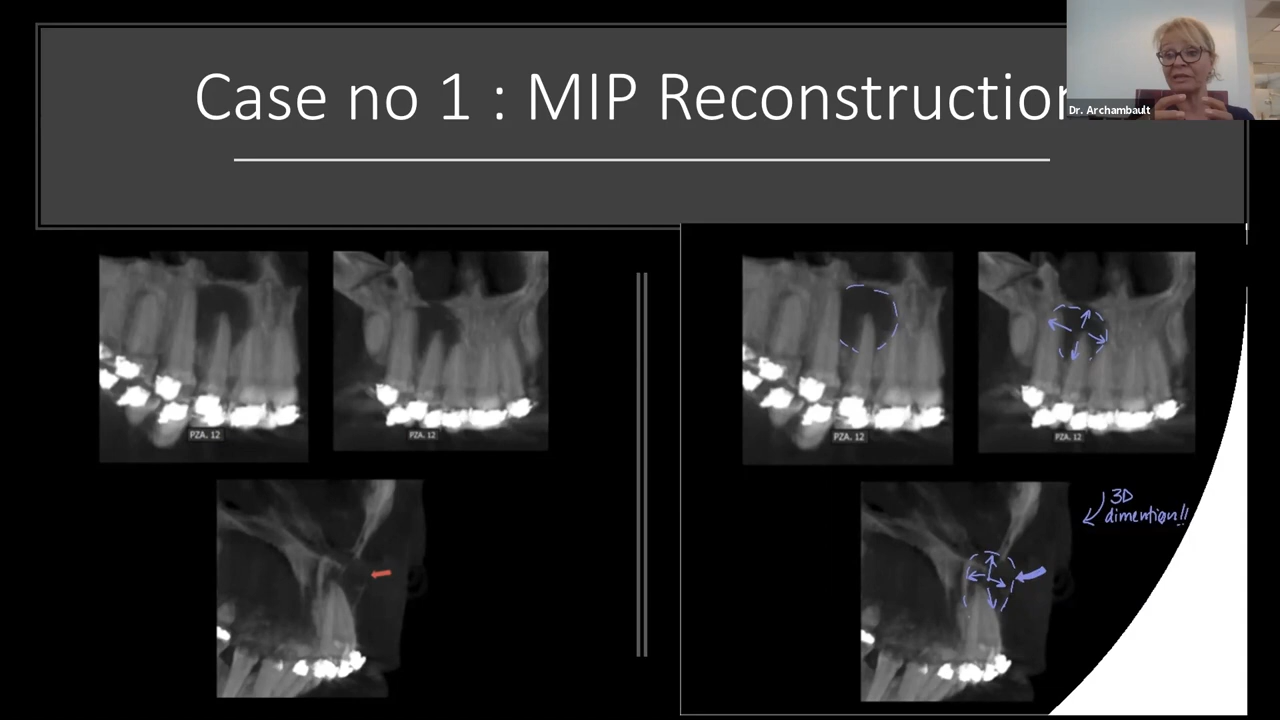 Case no 1 : MIP Reconstruction
Dr. Archambault
PZA. 12
PZA. 12
PZA. 12
PZA. 12
3D
dimention!!